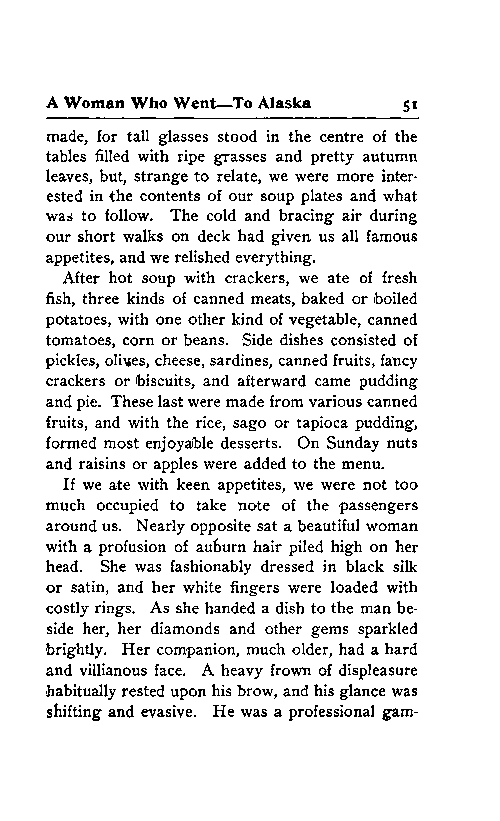 A Woman Who Went—To Alaska 51
made, for tall glasses stood in the centre of the
tables filled with ripe grasses and pretty autumn
leaves, but, strange to relate, we were more inter-
ested in the contents of our soup plates and what
was to follow. The cold and bracing air during
our short walks on deck had given us all famous
appetites, and we relished everything.
After hot soup with crackers, we ate of fresh
fish, three kinds of canned meats, baked or boiled
potatoes, with one other kind of vegetable, canned
tomatoes, corn or beans. Side dishes consisted of
pickles, olives, cheese, sardines, canned fruits, fancy
crackers or biscuits, and afterward came pudding
and pie. These last were made from various canned
fruits, and with the rice, sago or tapioca pudding,
formed most enjoyable desserts. On Sunday nuts
and raisins or apples were added to the menu.
If we ate with keen appetites, we were not too
much occupied to take note of the passengers
around us. Nearly opposite sat a beautiful woman
with a profusion of auburn hair piled high on her
head. She was fashionably dressed in black silk
or satin, and her white fingers were loaded with
costly rings. As she handed a dish to the man be-
side her, her diamonds and other gems sparkled
brightly. Her companion, much older, had a hard
and villianous face. A heavy frown of displeasure
habitually rested upon his brow, and his glance was
shifting and evasive. He was a professional gam-